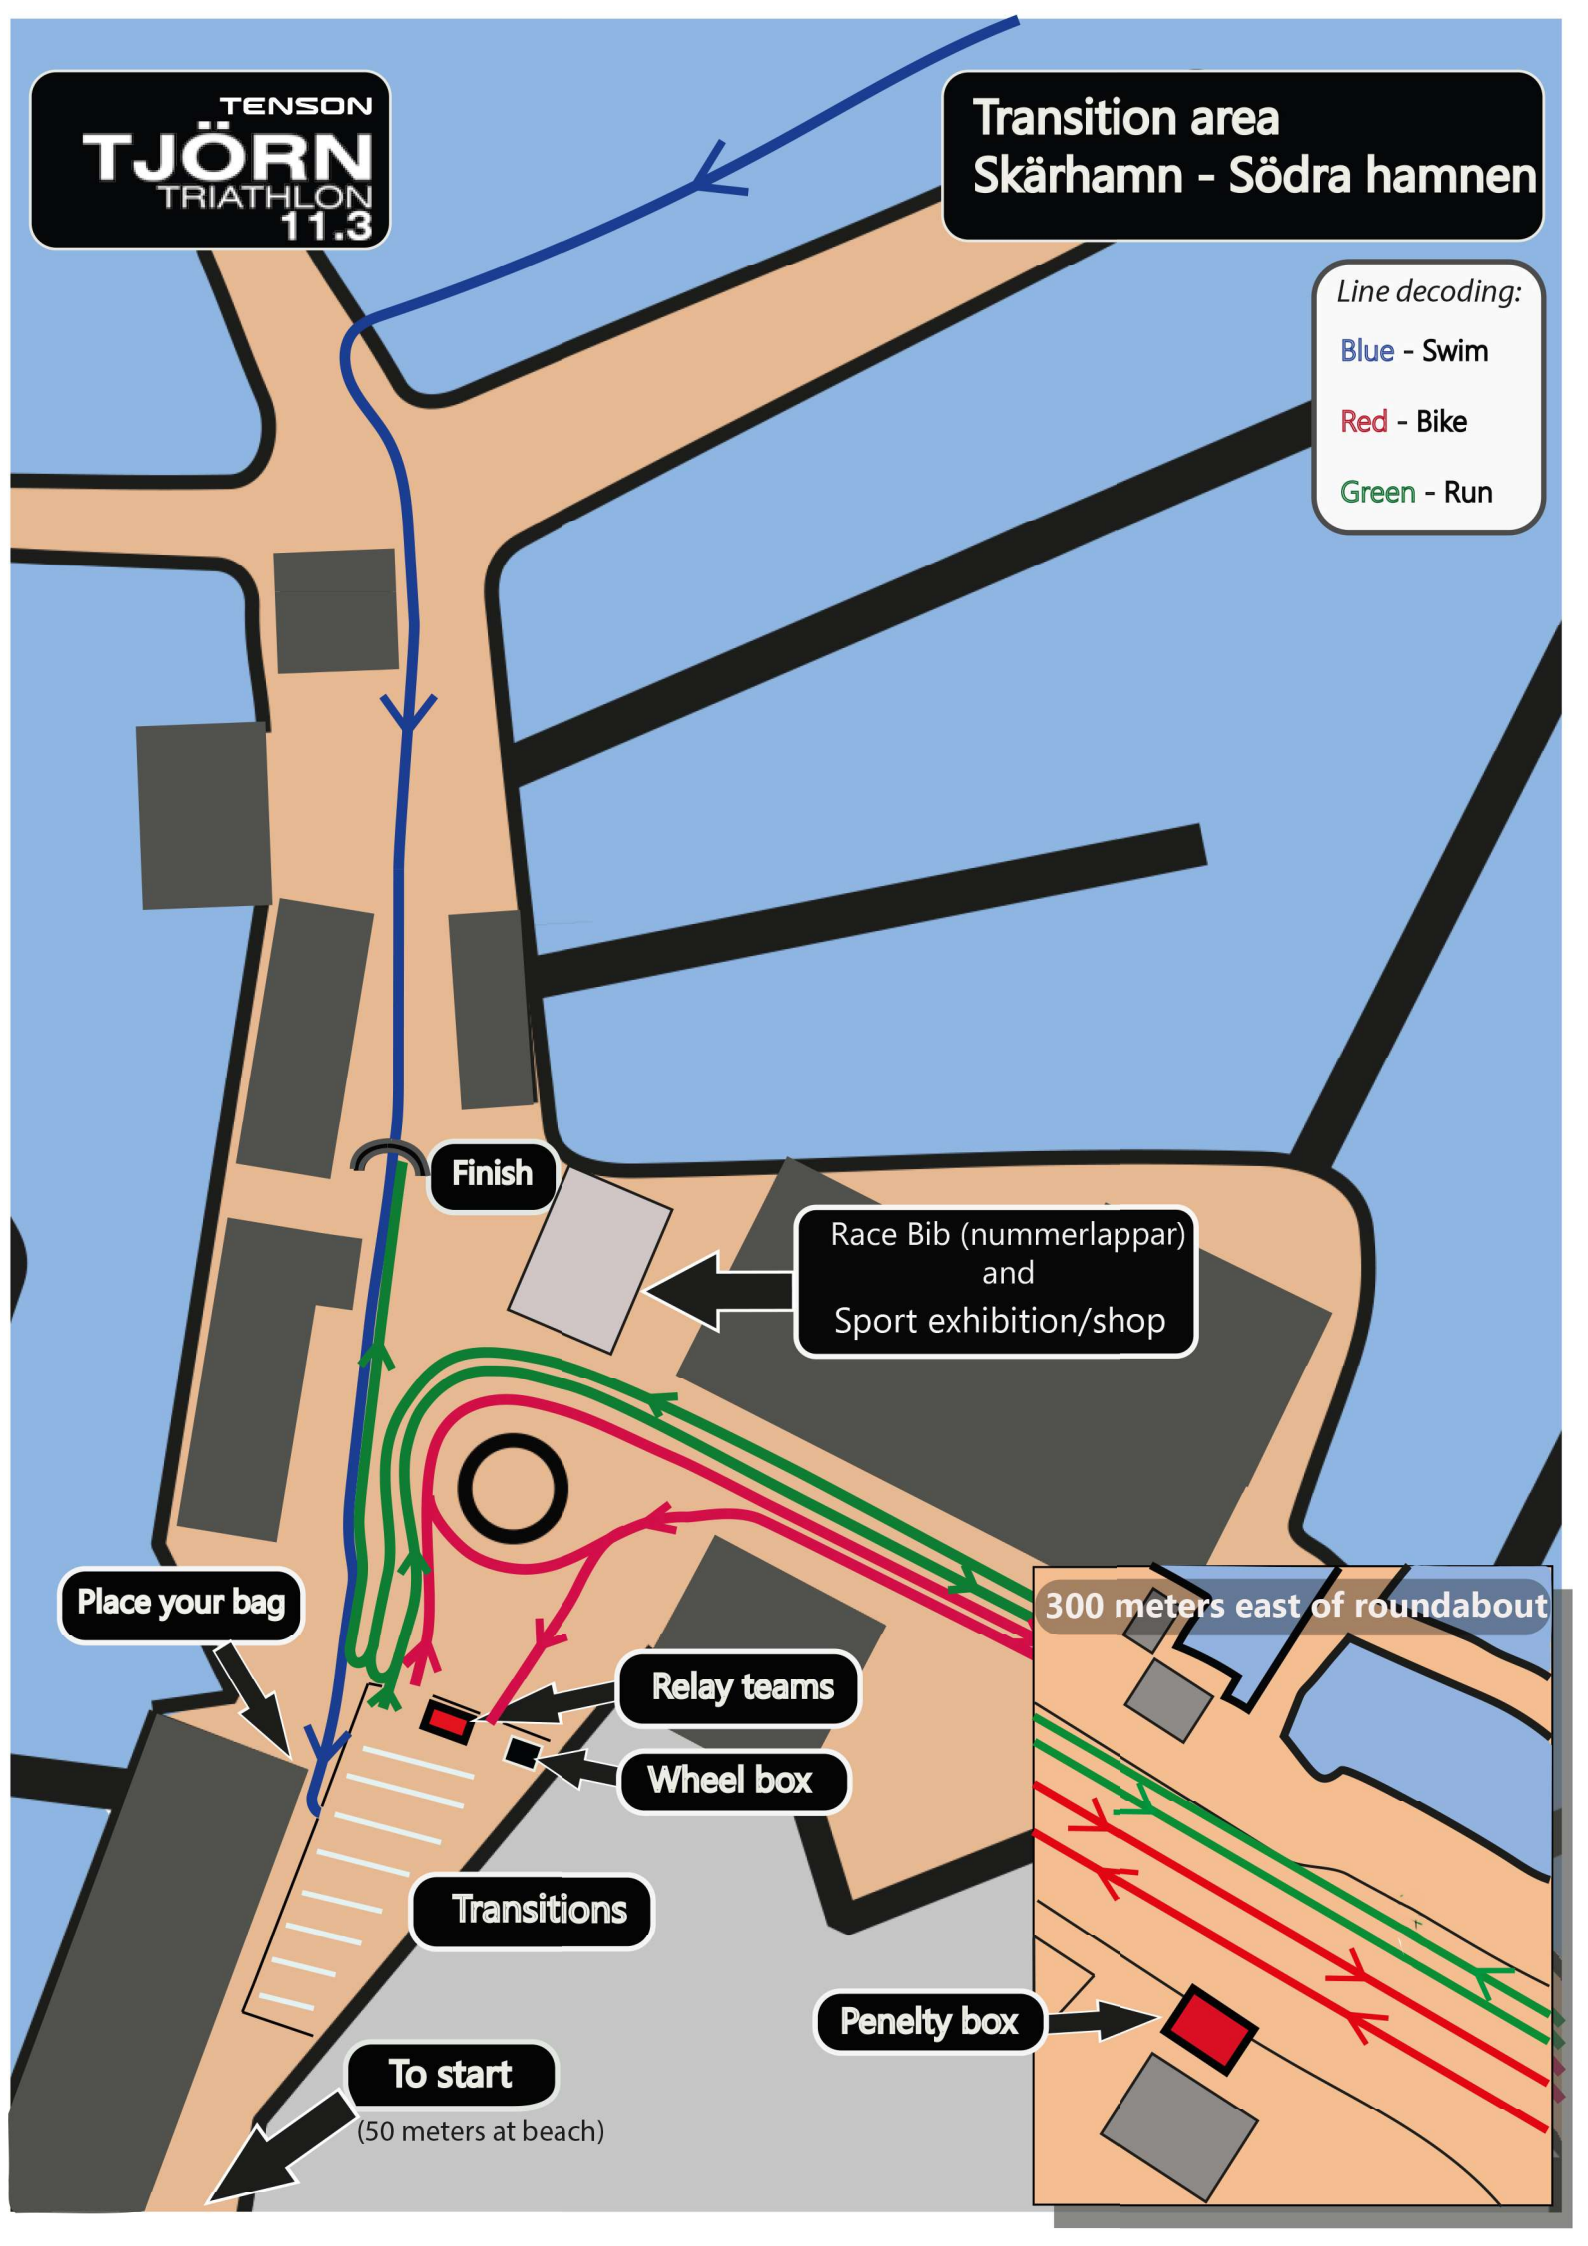 TENSON
TJÖRN
TRIATHLON
11.3
Transition area
Skärhamn - Södra hamnen
Line decoding:
Blue - Swim
Red - Bike
Green - Run
Finish
Race Bib (nummerlappar)
and
Sport exhibition/shop
Place your bag
300 meters east of roundabout
Relay teams
Wheel box
Transitions
Penelty box
To start
(50 meters at beach)